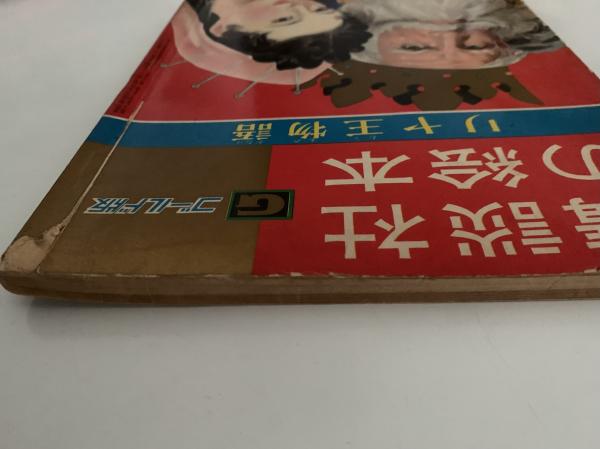 講談社
の絵本
G
ゴールド版
リヤ王物語